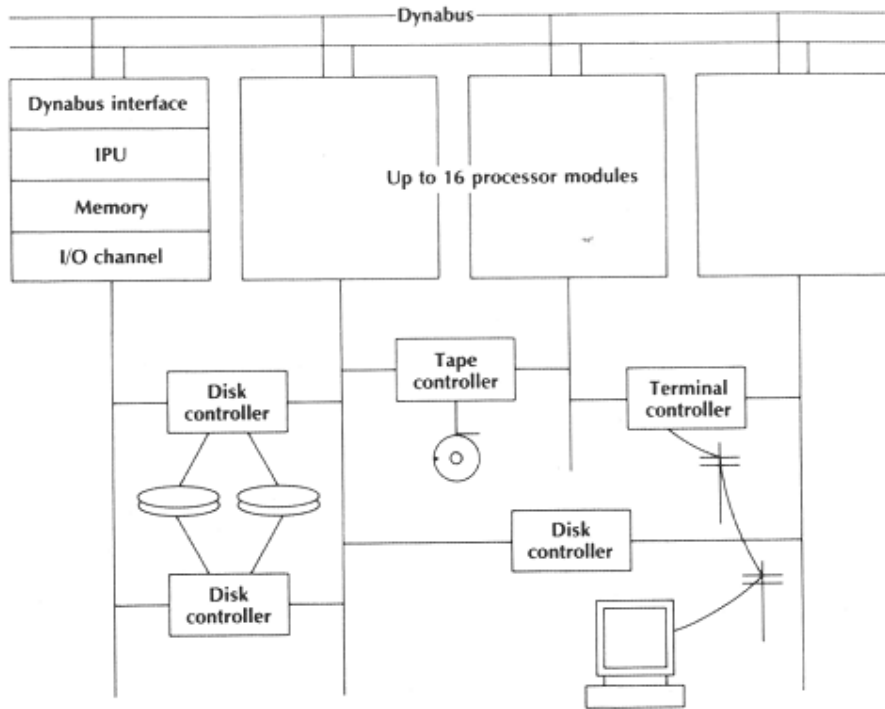 Dynabus
Dynabus interface
IPU
Memory
I/O channel
Up to 16 processor modules
Tape
controller
Disk
controller
Terminal
controller
Disk
controller
Disk
controller